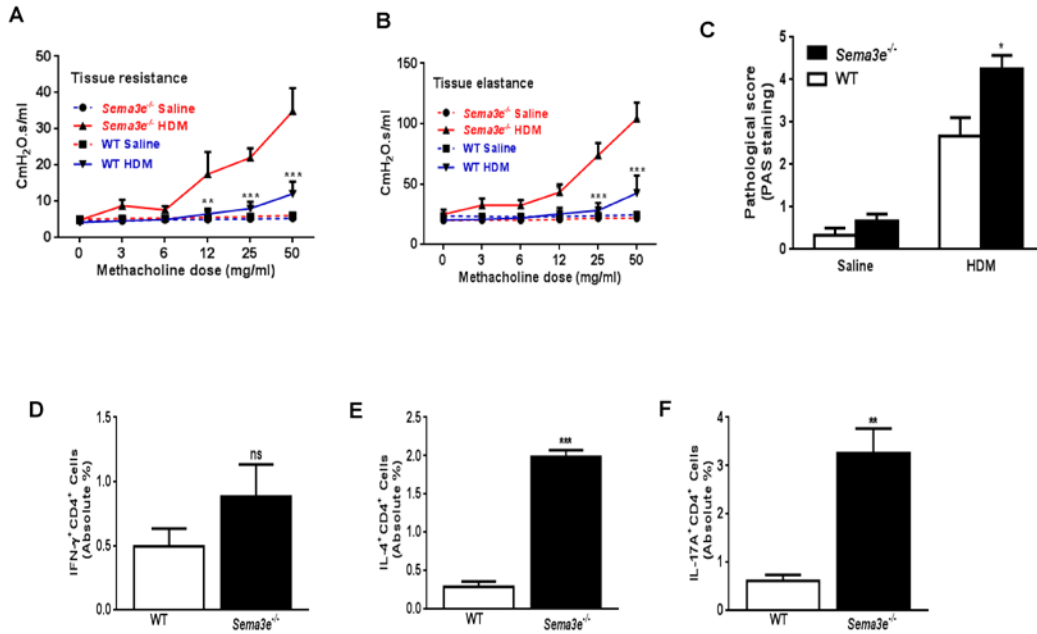 A
50
40
30
20
10
0
CmH2O.s/ml
Tissue resistance
Sema3e-/- Saline
Sema3e-/- HDM
WT Saline
WT HDM
**
***
***
0 3 6 12 25 50
Methacholine dose (mg/ml)
B
150
100
50
0
CmH2O.s/ml
Tissue elastance
Sema3e-/- Saline
Sema3e-/- HDM
WT Saline
WT HDM
***
***
0 3 6 12 25 50
Methacholine dose (mg/ml)
C
5
4
3
2
1
0
Pathological score
(PAS staining)
Sema3e-/-
WT
*
Saline HDM
D
1.5
1.0
0.5
0.0
IFN-γ+ CD4+ Cells
(Absolute %)
ns
WT Sema3e-/-
E
2.5
2.0
1.5
1.0
0.5
0.0
IL-4+ CD4+ Cells
(Absolute %)
***
WT Sema3e-/-
F
4
3
2
1
0
IL-17A+ CD4+ Cells
(Absolute %)
**
WT Sema3e-/-